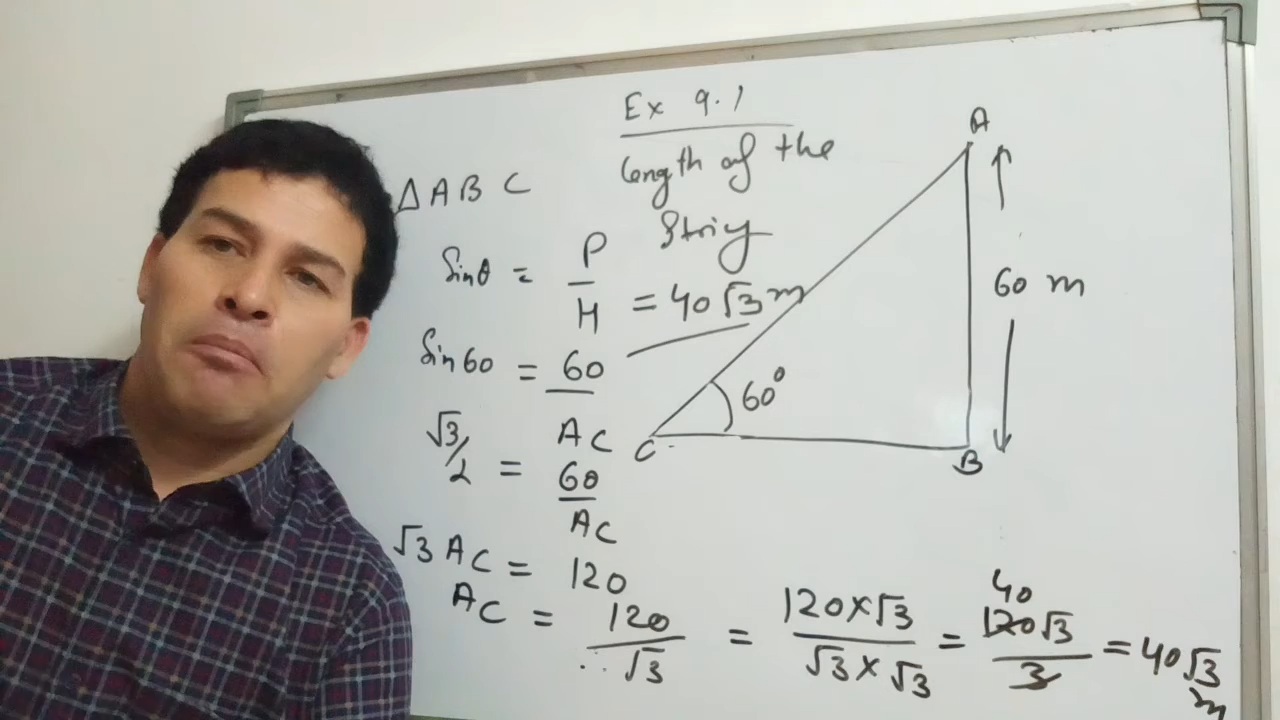 Ex 9.1
length of the
String
= 40√3 m
Δ A B C
Sinθ = P/H
Sin60 = 60/AC
√3/2 = 60/AC
√3 AC = 120
AC = 120/√3 = 120×√3/√3×√3 = 40 120√3/3 = 40√3 m
A
60 m
60°
C
B